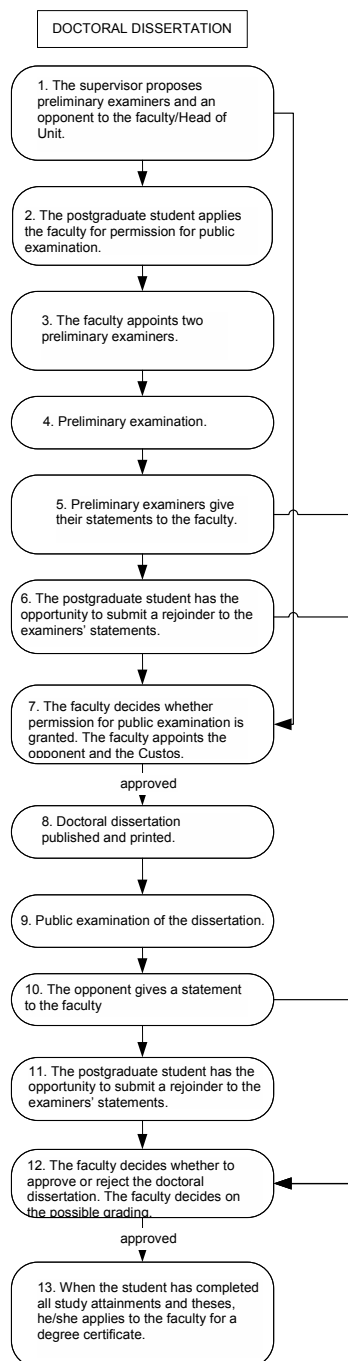 DOCTORAL DISSERTATION
1. The supervisor proposes
preliminary examiners and an
opponent to the faculty/Head of
Unit.
2. The postgraduate student applies
the faculty for permission for public
examination.
3. The faculty appoints two
preliminary examiners.
4. Preliminary examination.
5. Preliminary examiners give
their statements to the faculty.
6. The postgraduate student has the
opportunity to submit a rejoinder to the
examiners’ statements.
7. The faculty decides whether
permission for public examination is
granted. The faculty appoints the
opponent and the Custos.
approved
8. Doctoral dissertation
published and printed.
9. Public examination of the dissertation.
10. The opponent gives a statement
to the faculty
11. The postgraduate student has the
opportunity to submit a rejoinder to the
examiners’ statements.
12. The faculty decides whether to
approve or reject the doctoral
dissertation. The faculty decides on
the possible grading.
approved
13. When the student has completed
all study attainments and theses,
he/she applies to the faculty for a
degree certificate.